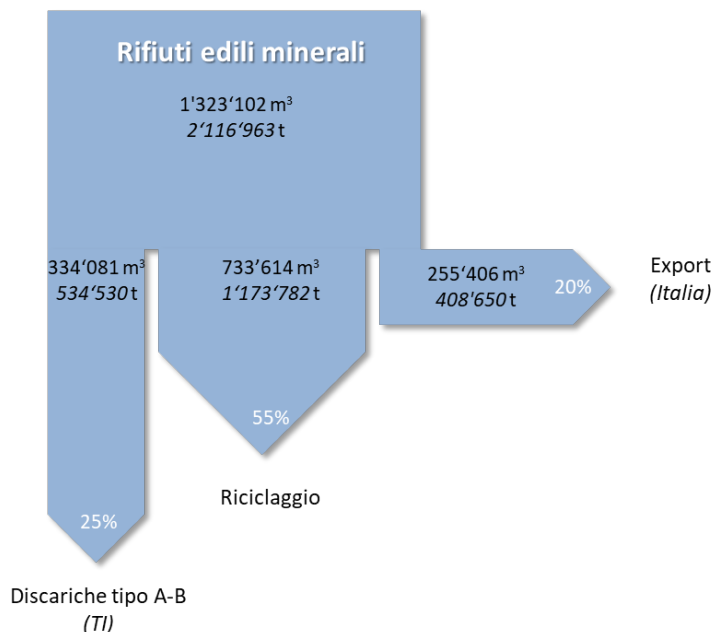 Rifiuti edili minerali
1'323‘102 m³
2‘116‘963 t
334‘081 m³
534‘530 t
25%
Discariche tipo A-B
(TI)
733’614 m³
1‘173‘782 t
55%
Riciclaggio
255‘406 m³
408'650 t
20%
Export
(Italia)